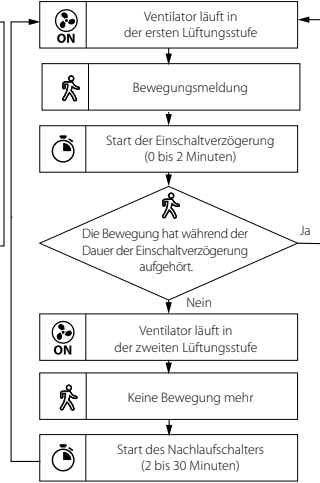 ON
Ventilator läuft in
der ersten Lüftungsstufe
Bewegungsmeldung
Start der Einschaltverzögerung
(0 bis 2 Minuten)
Die Bewegung hat während der
Dauer der Einschaltverzögerung
aufgehört.
Ja
Nein
ON
Ventilator läuft in
der zweiten Lüftungsstufe
Keine Bewegung mehr
Start des Nachlaufschalters
(2 bis 30 Minuten)